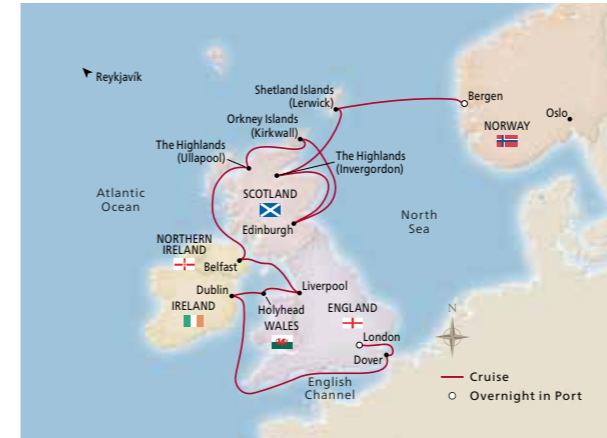 Reykjavík
Shetland Islands
(Lerwick)
Bergen
Oslo
NORWAY
Orkney Islands
(Kirkwall)
The Highlands
(Ullapool)
The Highlands
(Invergordon)
Atlantic
Ocean
SCOTLAND
North
Sea
Edinburgh
NORTHERN
IRELAND
Belfast
Dublin
Liverpool
IRELAND
Holyhead
WALES
ENGLAND
London
Dover
N
English
Channel
Cruise
Overnight in Port